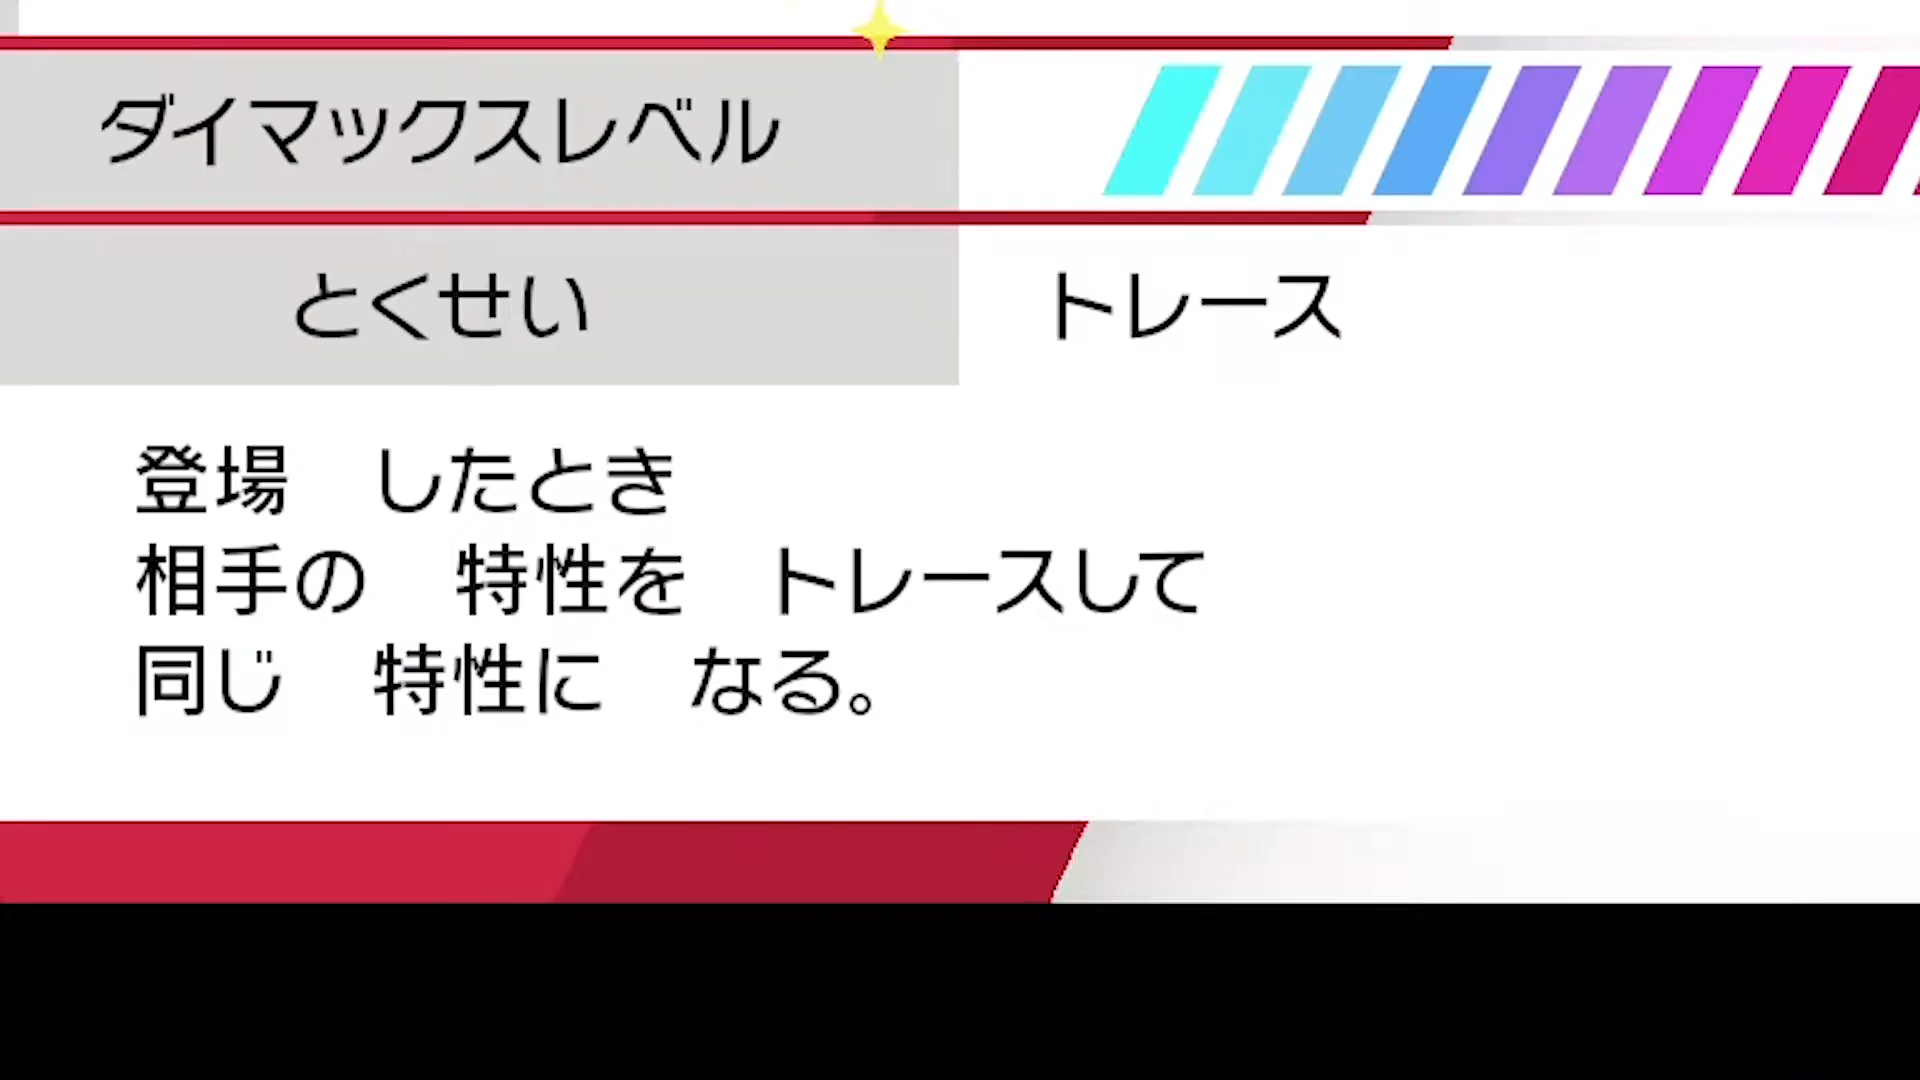 ダイマックスレベル
とくせい　トレース
登場　したとき
相手の　特性を　トレースして
同じ　特性に　なる。